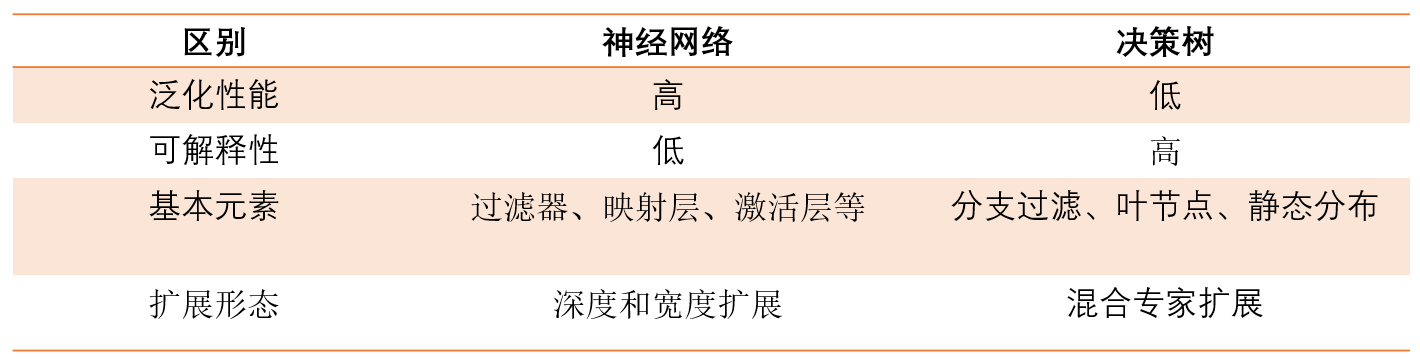 区别 神经网络 决策树
泛化性能 高 低
可解释性 低 高
基本元素 过滤器、映射层、激活层等 分支过滤、叶节点、静态分布
扩展形态 深度和宽度扩展 混合专家扩展